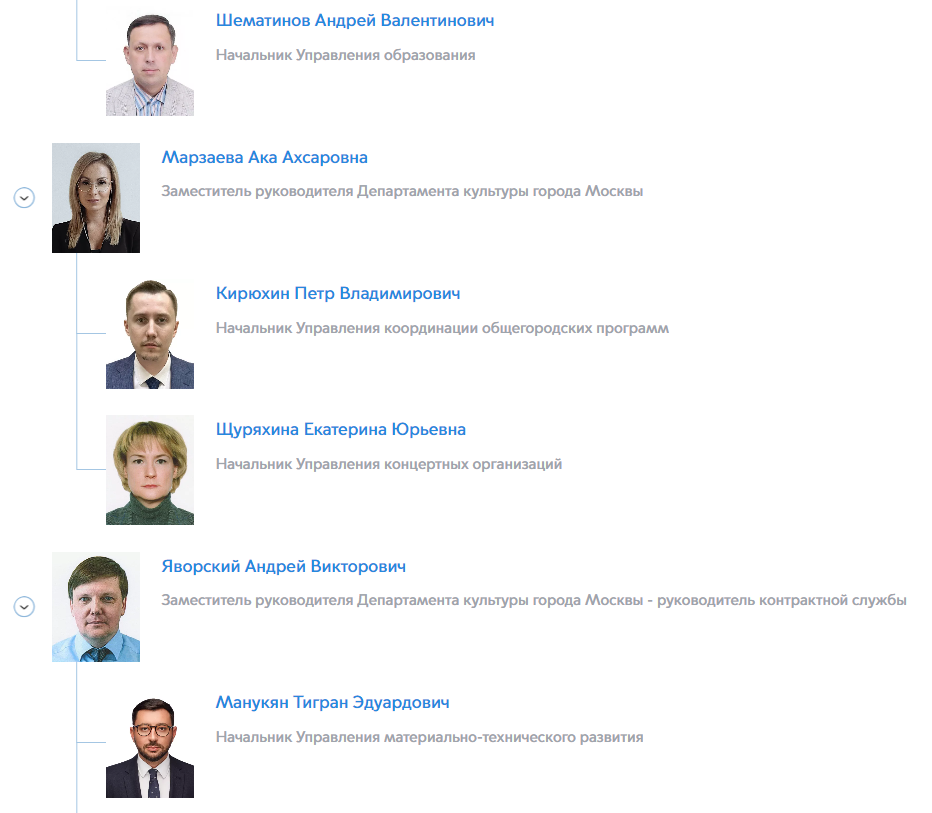 Шематинов Андрей Валентинович
Начальник Управления образования
Марзаева Ака Ахсаровна
Заместитель руководителя Департамента культуры города Москвы
Кирюхин Петр Владимирович
Начальник Управления координации общегородских программ
Щуряхина Екатерина Юрьевна
Начальник Управления концертных организаций
Яворский Андрей Викторович
Заместитель руководителя Департамента культуры города Москвы - руководитель контрактной службы
Манукян Тигран Эдуардович
Начальник Управления материально-технического развития